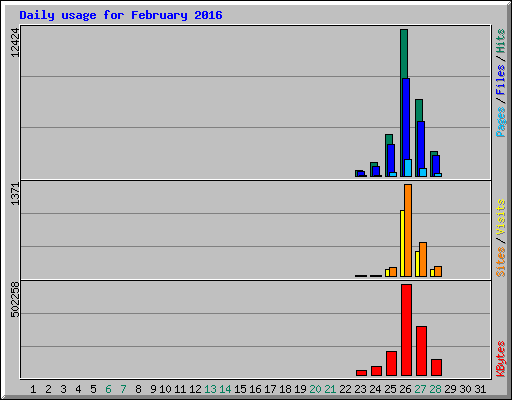 Daily usage for February 2016
12424
Pages/Files/Hits
1371
Sites/Visits
502258
KBytes
1 2 3 4 5 6 7 8 9 10 11 12 13 14 15 16 17 18 19 20 21 22 23 24 25 26 27 28 29 30 31